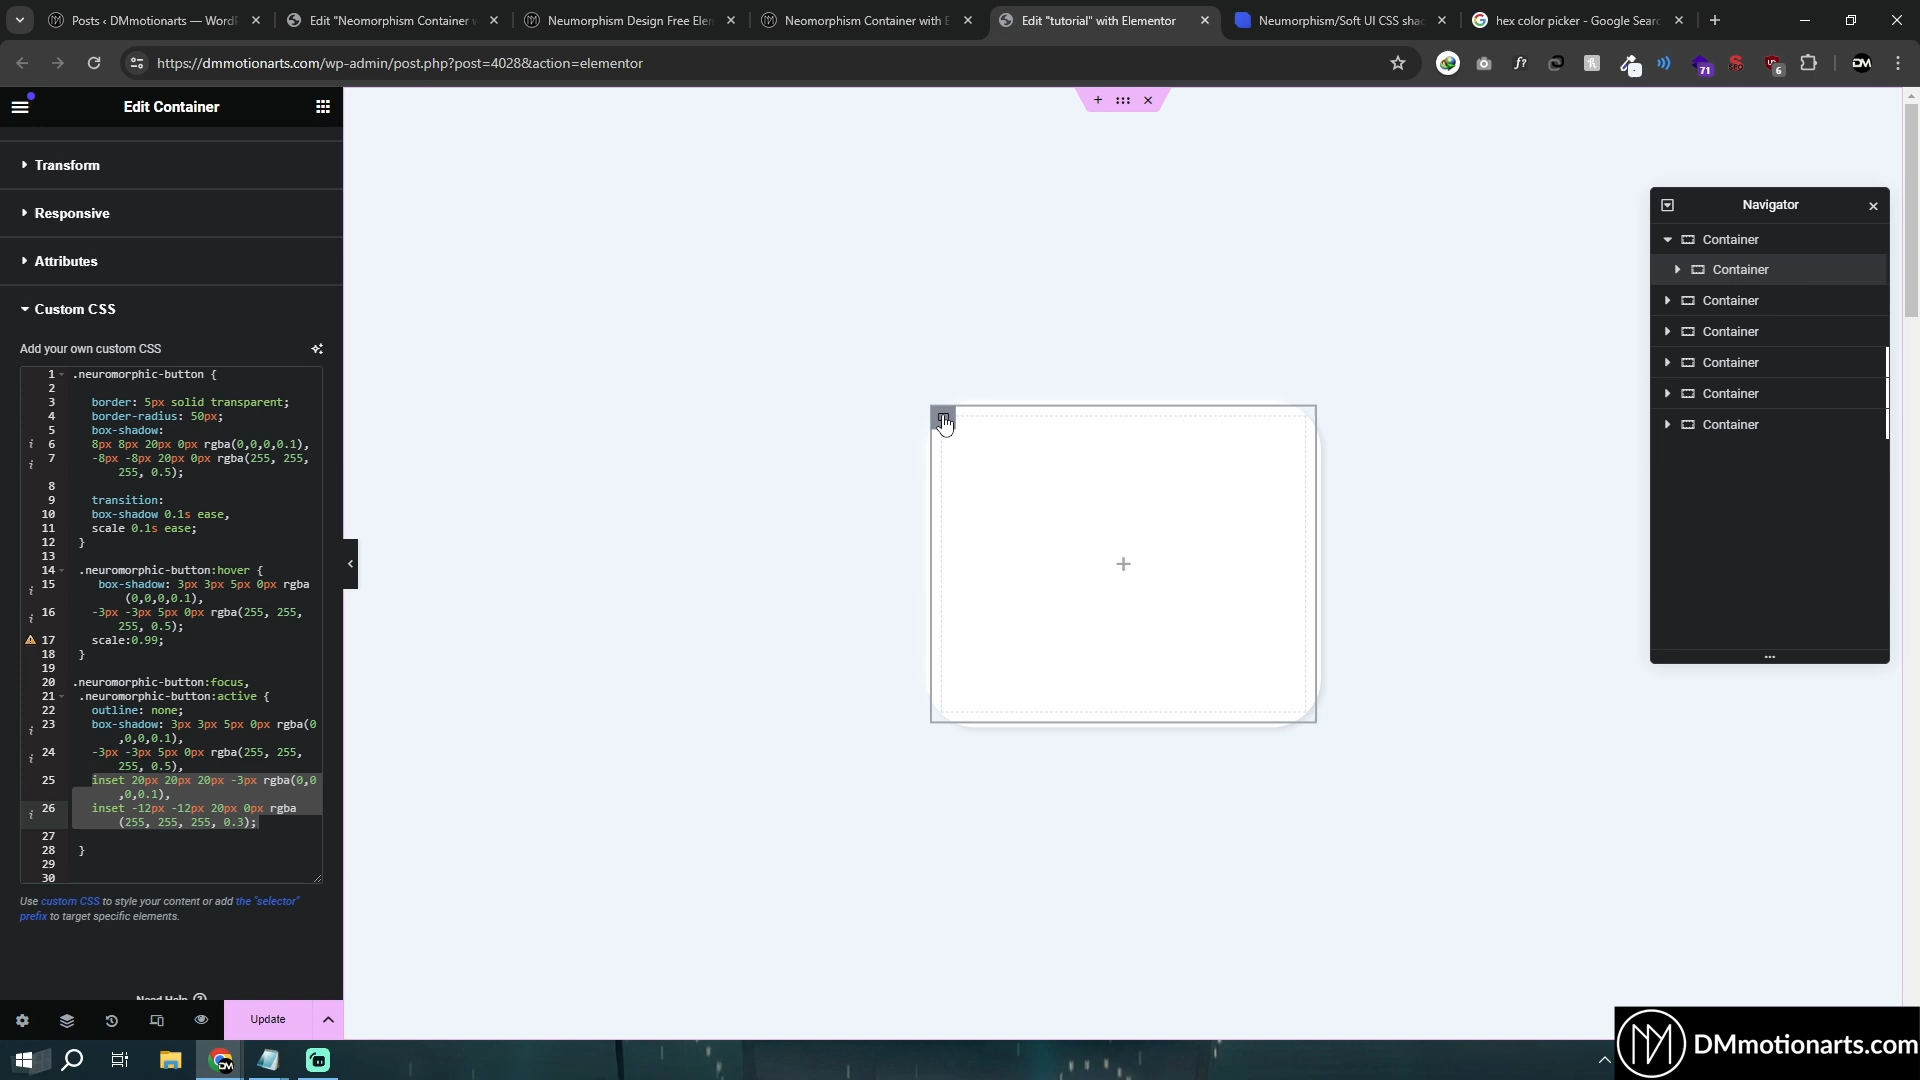 Posts ‹ DMmotionarts — WordP
Edit "Neomorphism Container w
Neumorphism Design Free Elem
Neomorphism Container with E
Edit "tutorial" with Elementor
Neumorphism/Soft UI CSS shad
hex color picker - Google Searc
https://dmmotionarts.com/wp-admin/post.php?post=4028&action=elementor
f?
71
6
DM
Edit Container
Transform
Responsive
Attributes
Custom CSS
Add your own custom CSS
1 .neuromorphic-button {
2
3 border: 5px solid transparent;
4 border-radius: 50px;
5 box-shadow:
6 8px 8px 20px 0px rgba(0,0,0,0.1),
7 -8px -8px 20px 0px rgba(255, 255,
255, 0.5);
8
9 transition:
10 box-shadow 0.1s ease,
11 scale 0.1s ease;
12 }
13
14 .neuromorphic-button:hover {
15 box-shadow: 3px 3px 5px 0px rgba
(0,0,0,0.1),
16 -3px -3px 5px 0px rgba(255, 255,
255, 0.5);
17 scale:0.99;
18 }
19
20 .neuromorphic-button:focus,
21 .neuromorphic-button:active {
22 outline: none;
23 box-shadow: 3px 3px 5px 0px rgba(0
,0,0,0.1),
24 -3px -3px 5px 0px rgba(255, 255,
255, 0.5),
25 inset 20px 20px 20px -3px rgba(0,0
,0,0.1),
26 inset -12px -12px 20px 0px rgba
(255, 255, 255, 0.3);
27
28 }
29
30
Use custom CSS to style your content or add the "selector"
prefix to target specific elements.
Need Help
Update
Navigator
Container
Container
Container
Container
Container
Container
Container
DMmotionarts.com